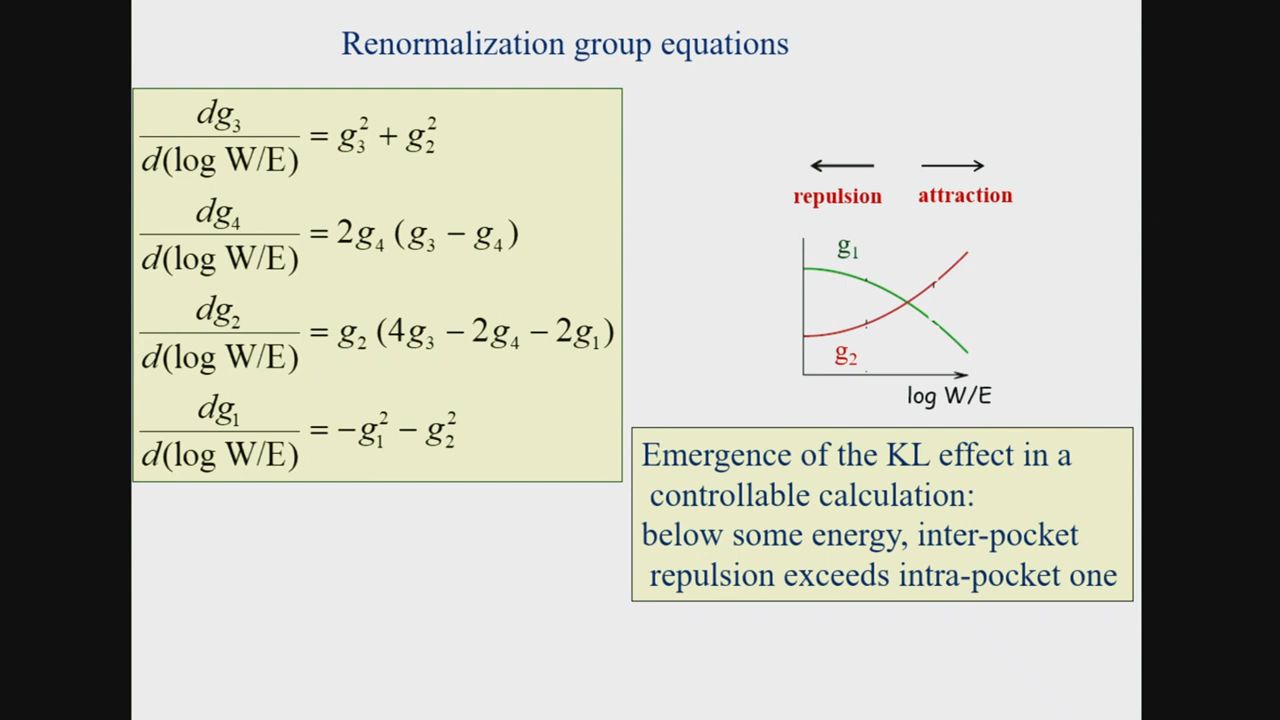 Renormalization group equations
dg₃/d(log W/E) = g₃² + g₂²
dg₄/d(log W/E) = 2g₄ (g₃ − g₄)
dg₂/d(log W/E) = g₂ (4g₃ − 2g₄ − 2g₁)
dg₁/d(log W/E) = −g₁² − g₂²
repulsion attraction
g₁
g₂
log W/E
Emergence of the KL effect in a
controllable calculation:
below some energy, inter-pocket
repulsion exceeds intra-pocket one